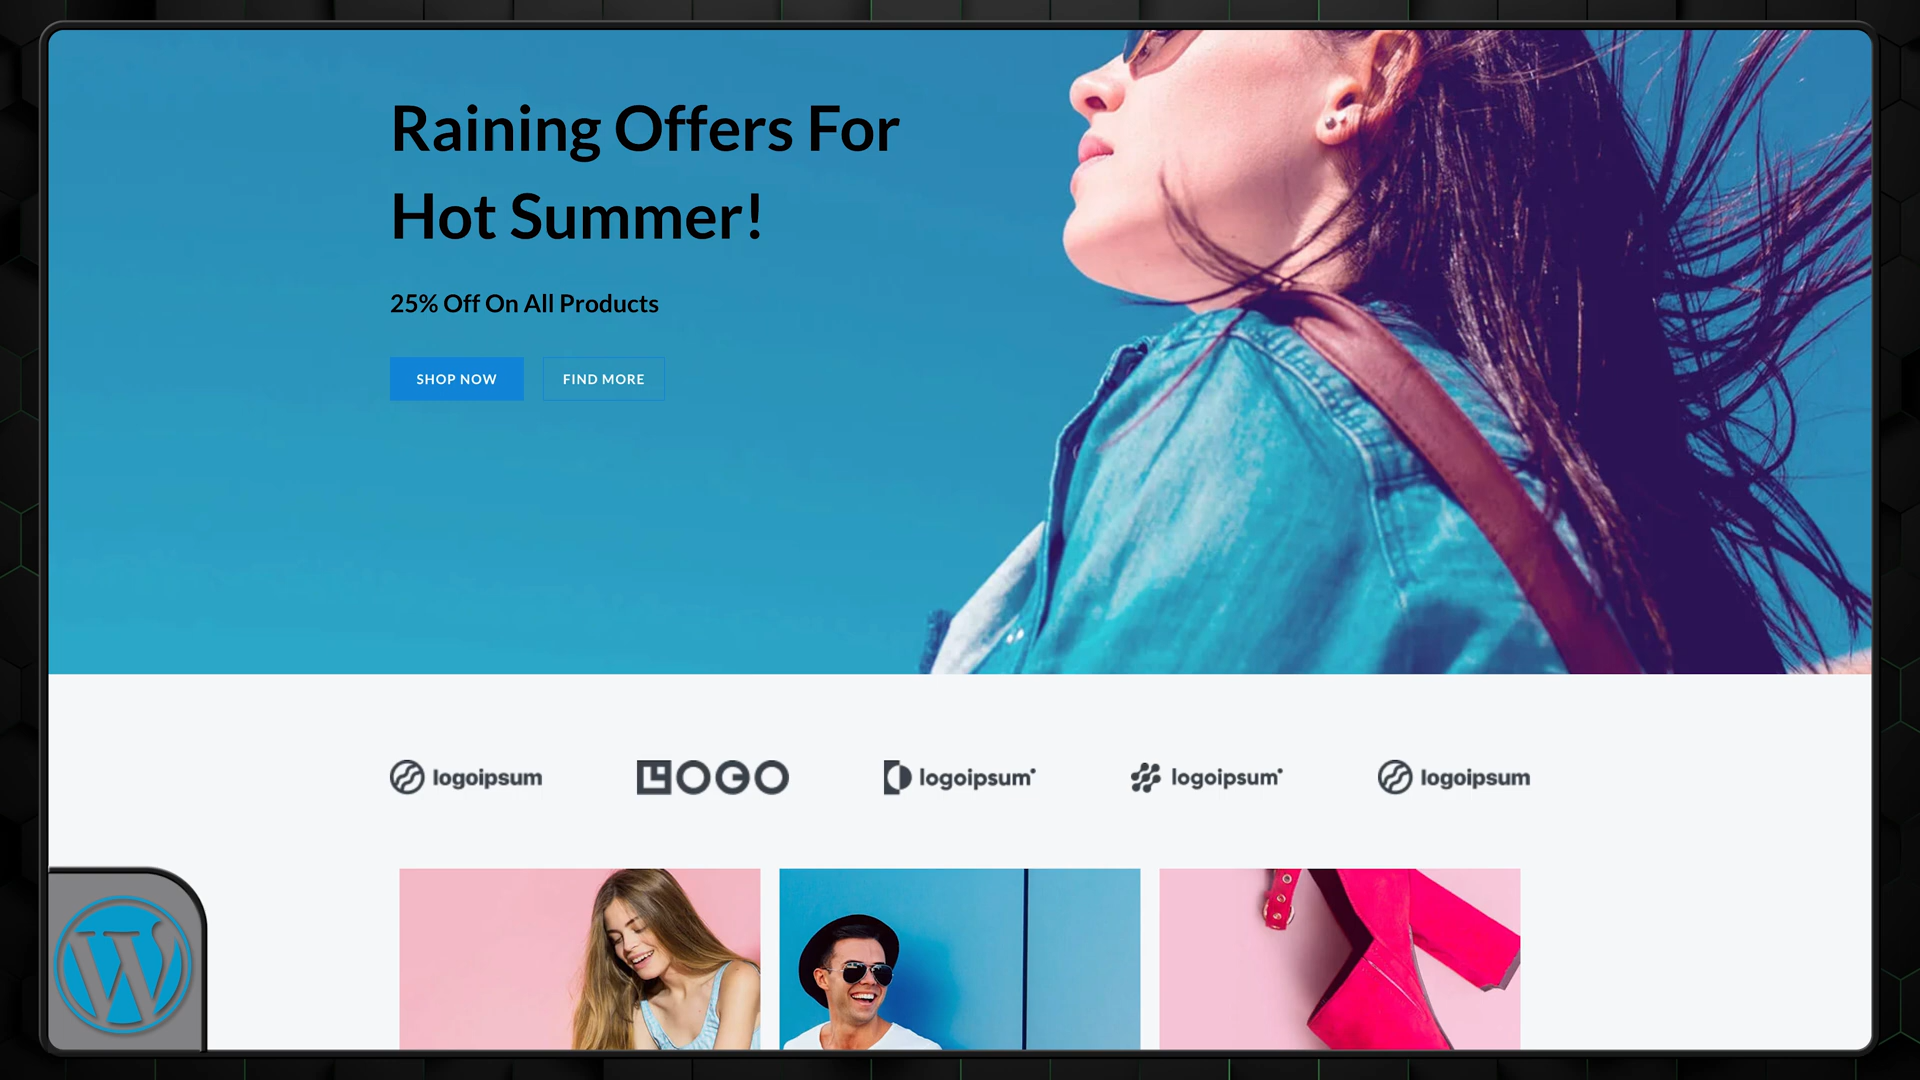 Raining Offers For
Hot Summer!
25% Off On All Products
SHOP NOW
FIND MORE
logoipsum
LOGO
logoipsum
logoipsum
logoipsum
W